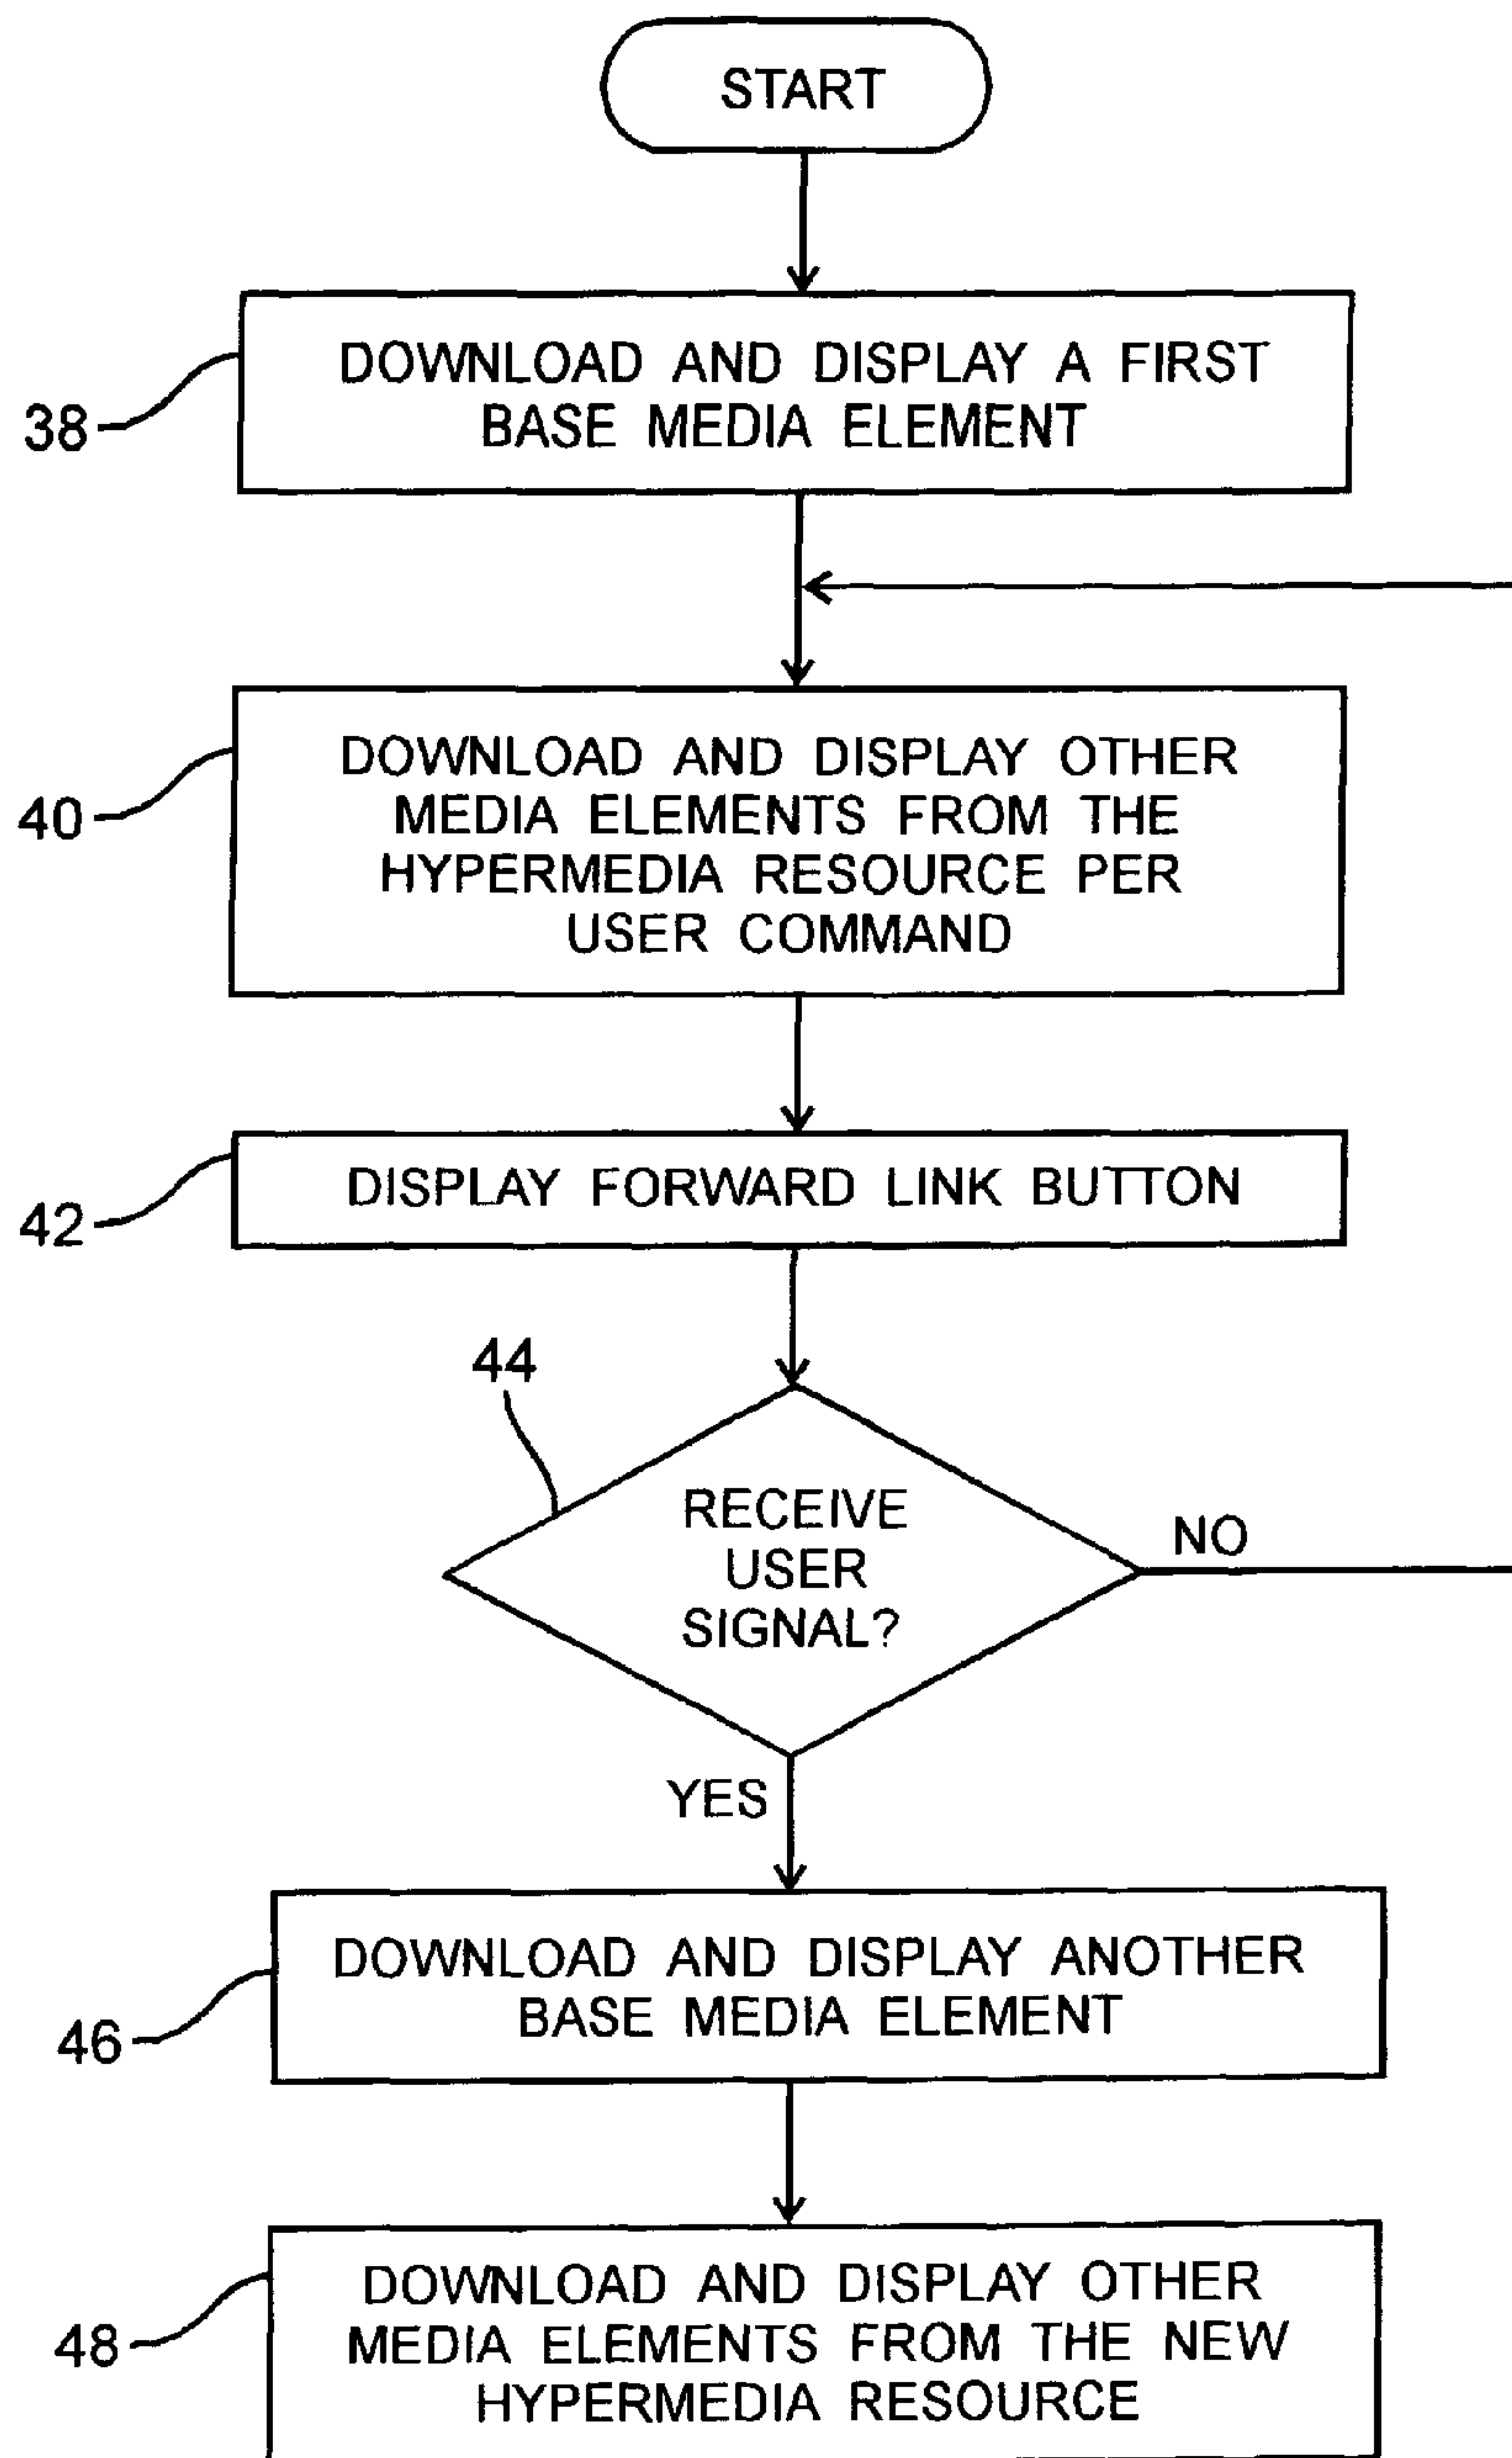 START
38
DOWNLOAD AND DISPLAY A FIRST
BASE MEDIA ELEMENT
40
DOWNLOAD AND DISPLAY OTHER
MEDIA ELEMENTS FROM THE
HYPERMEDIA RESOURCE PER
USER COMMAND
42
DISPLAY FORWARD LINK BUTTON
44
RECEIVE
USER
SIGNAL?
NO
YES
46
DOWNLOAD AND DISPLAY ANOTHER
BASE MEDIA ELEMENT
48
DOWNLOAD AND DISPLAY OTHER
MEDIA ELEMENTS FROM THE NEW
HYPERMEDIA RESOURCE